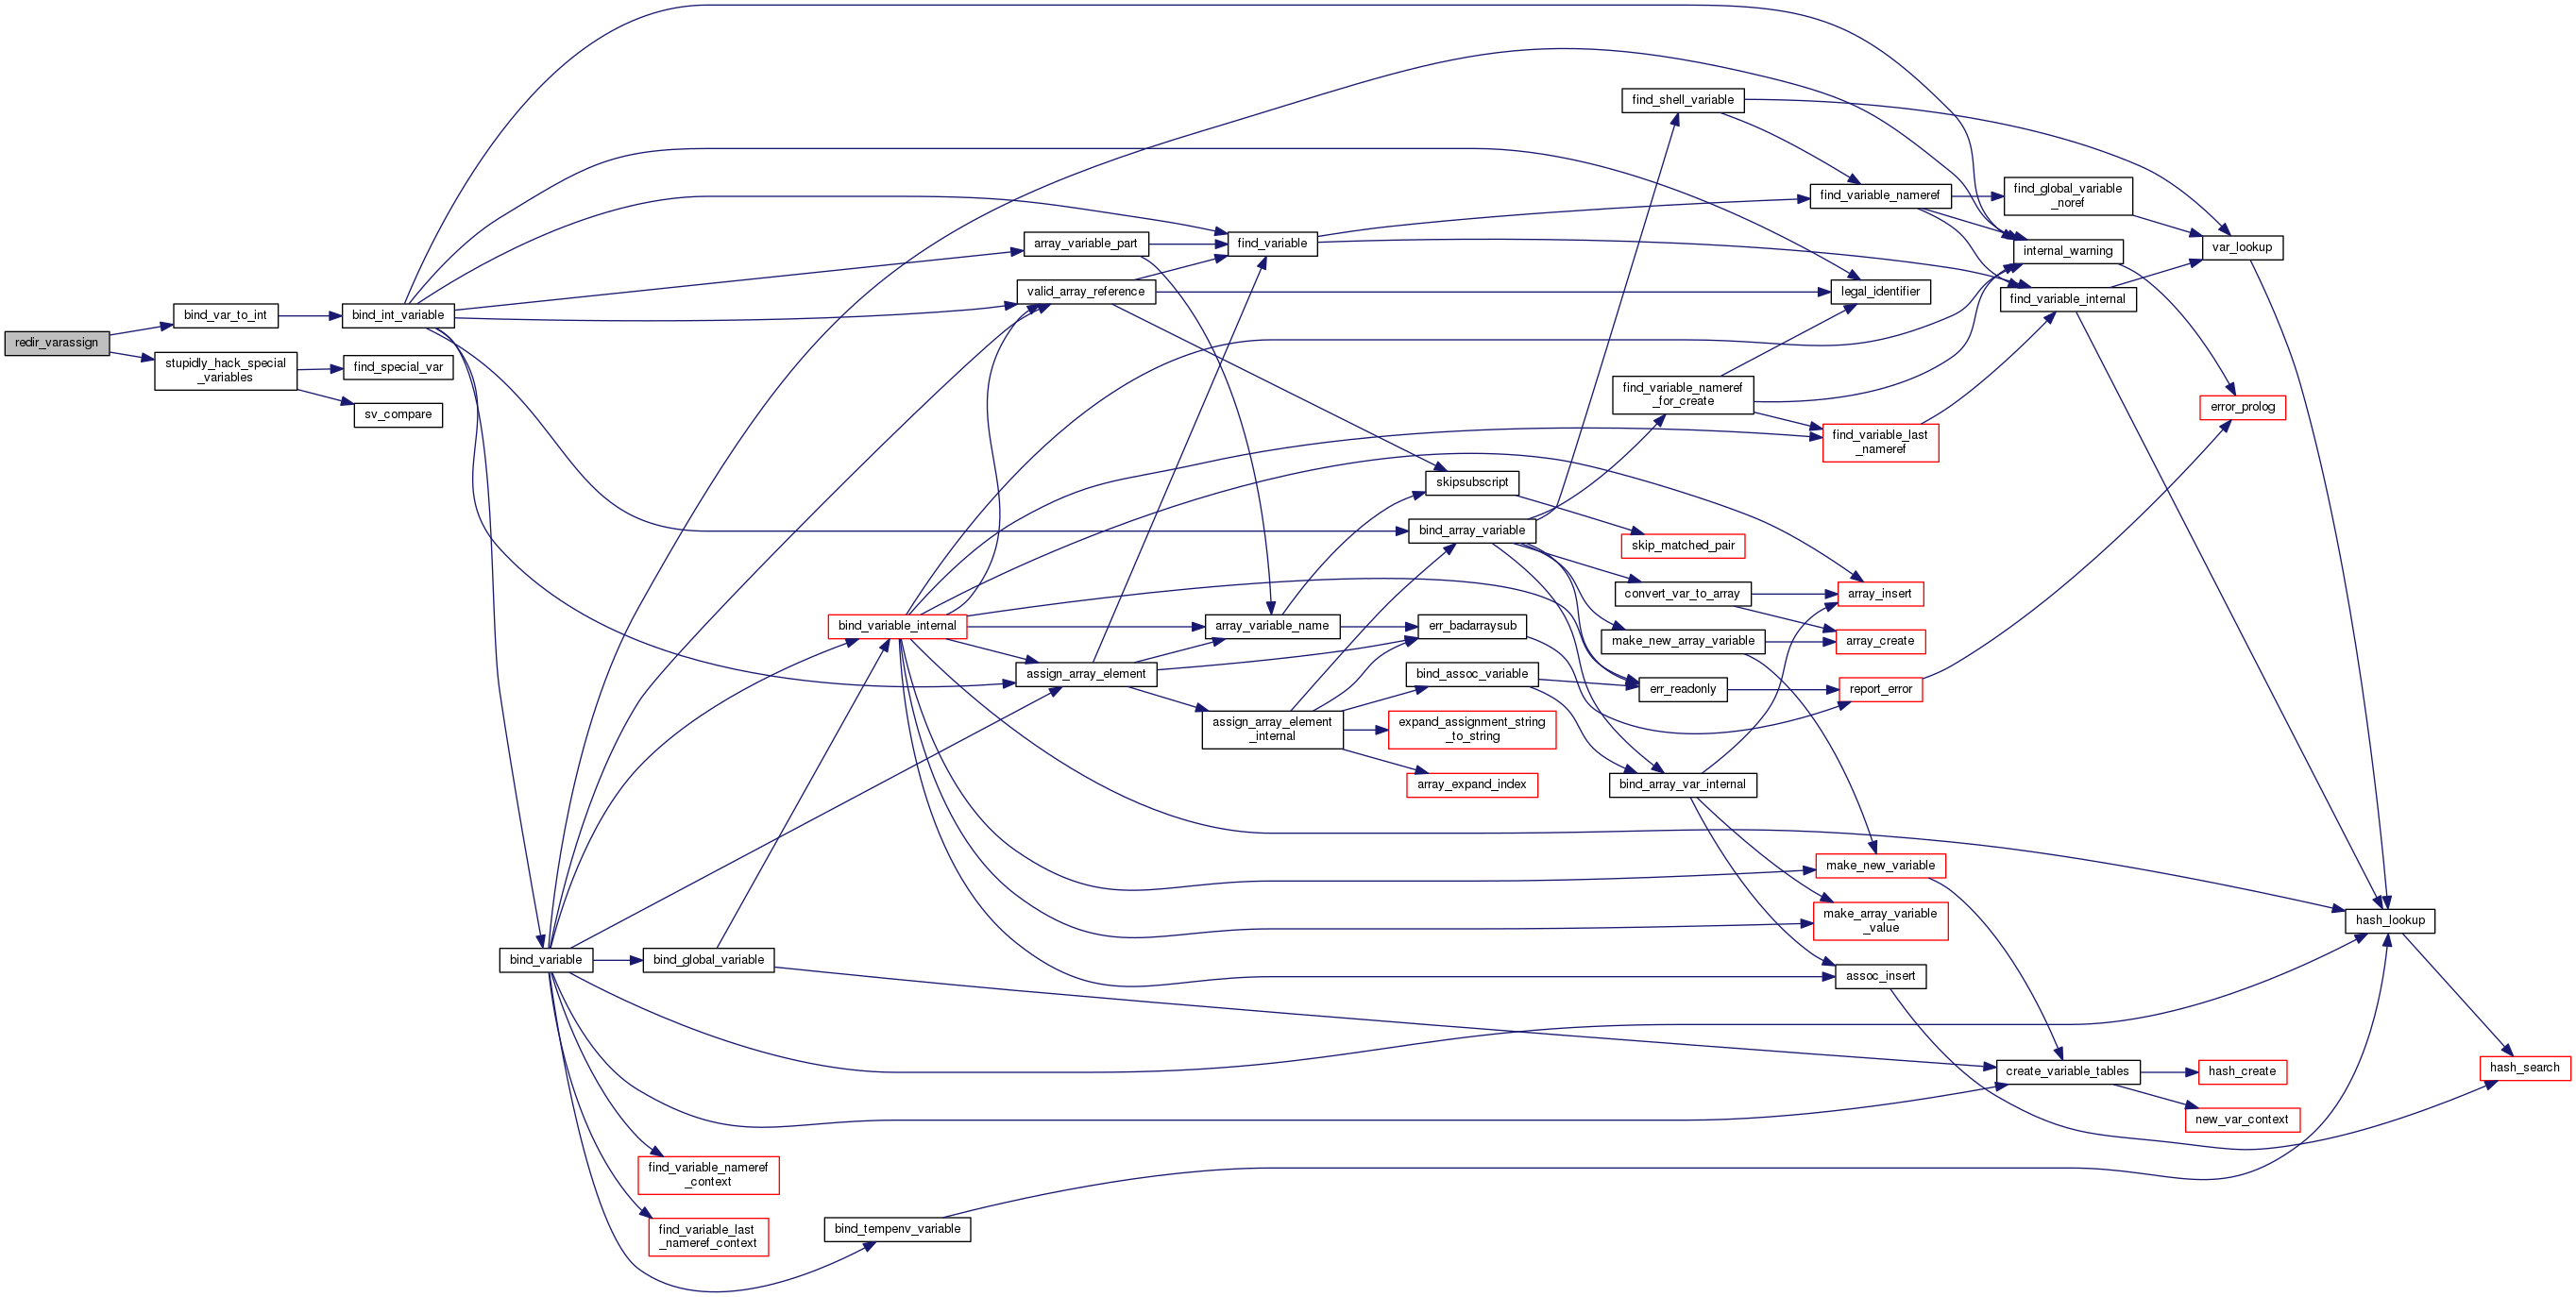 redir_varassign
bind_var_to_int
stupidly_hack_special
_variables
bind_int_variable
find_special_var
sv_compare
bind_variable
bind_global_variable
find_variable_nameref
_context
find_variable_last
_nameref_context
bind_variable_internal
bind_tempenv_variable
array_variable_part
valid_array_reference
assign_array_element
find_variable
array_variable_name
assign_array_element
_internal
skipsubscript
bind_array_variable
err_badarraysub
bind_assoc_variable
expand_assignment_string
_to_string
array_expand_index
find_shell_variable
find_variable_nameref
_for_create
skip_matched_pair
convert_var_to_array
make_new_array_variable
err_readonly
bind_array_var_internal
find_variable_nameref
legal_identifier
find_variable_last
_nameref
array_insert
array_create
report_error
make_new_variable
make_array_variable
_value
assoc_insert
find_global_variable
_noref
internal_warning
find_variable_internal
create_variable_tables
var_lookup
error_prolog
hash_create
new_var_context
hash_lookup
hash_search